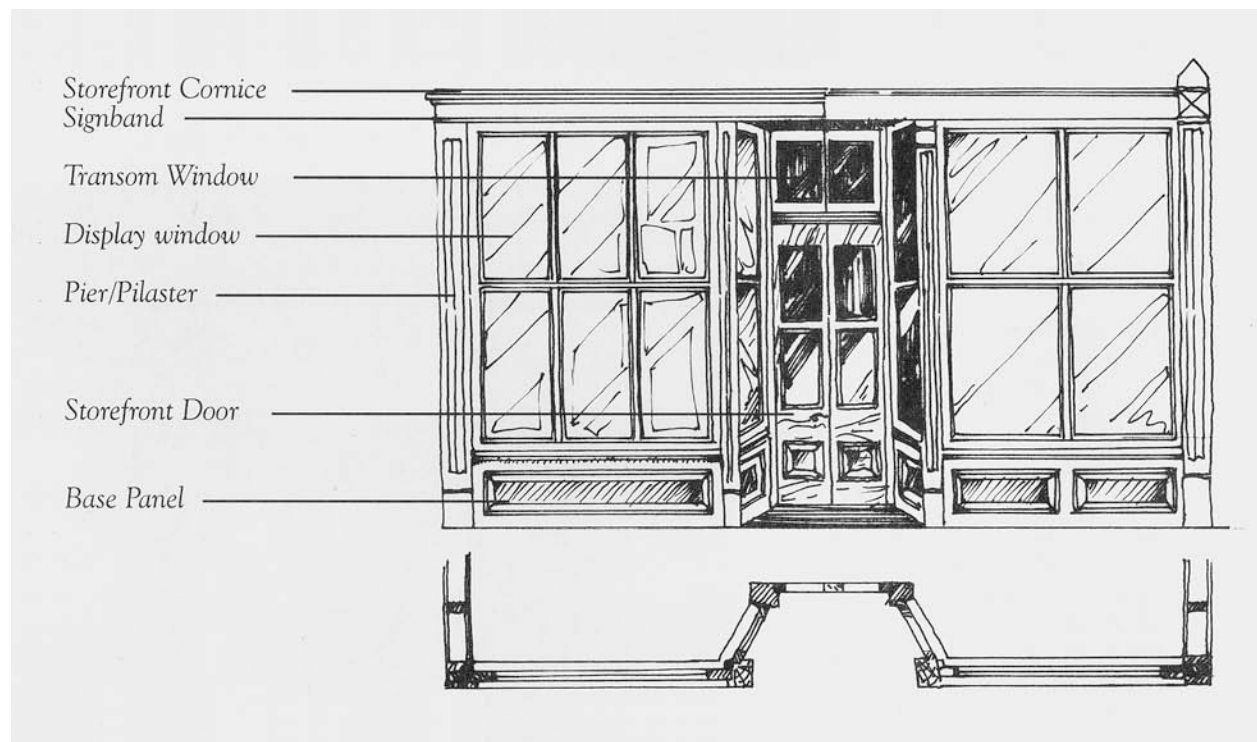 Storefront Cornice
Signband
Transom Window
Display window
Pier/Pilaster
Storefront Door
Base Panel